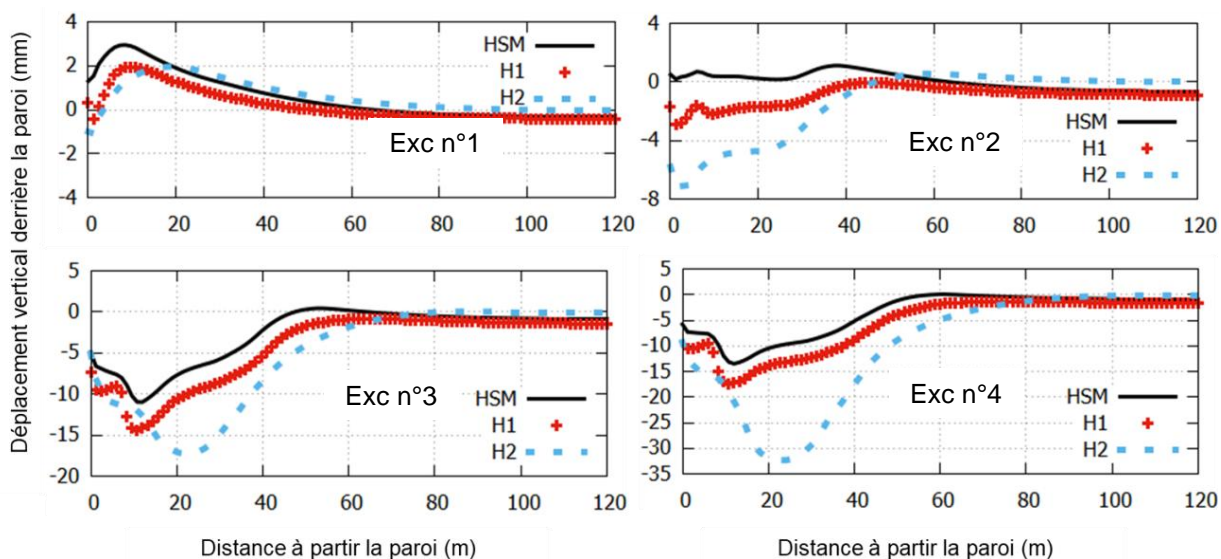 Déplacement vertical derrière la paroi (mm)
4
2
0
-2
-4
HSM
H1
H2
Exc n°1
0 20 40 60 80 100 120
4
0
-4
-8
HSM
H1
H2
Exc n°2
0 20 40 60 80 100 120
5
0
-5
-10
-15
-20
HSM
H1
H2
Exc n°3
0 20 40 60 80 100 120
5
0
-5
-10
-15
-20
-25
-30
-35
HSM
H1
H2
Exc n°4
0 20 40 60 80 100 120
Distance à partir la paroi (m)
Distance à partir la paroi (m)